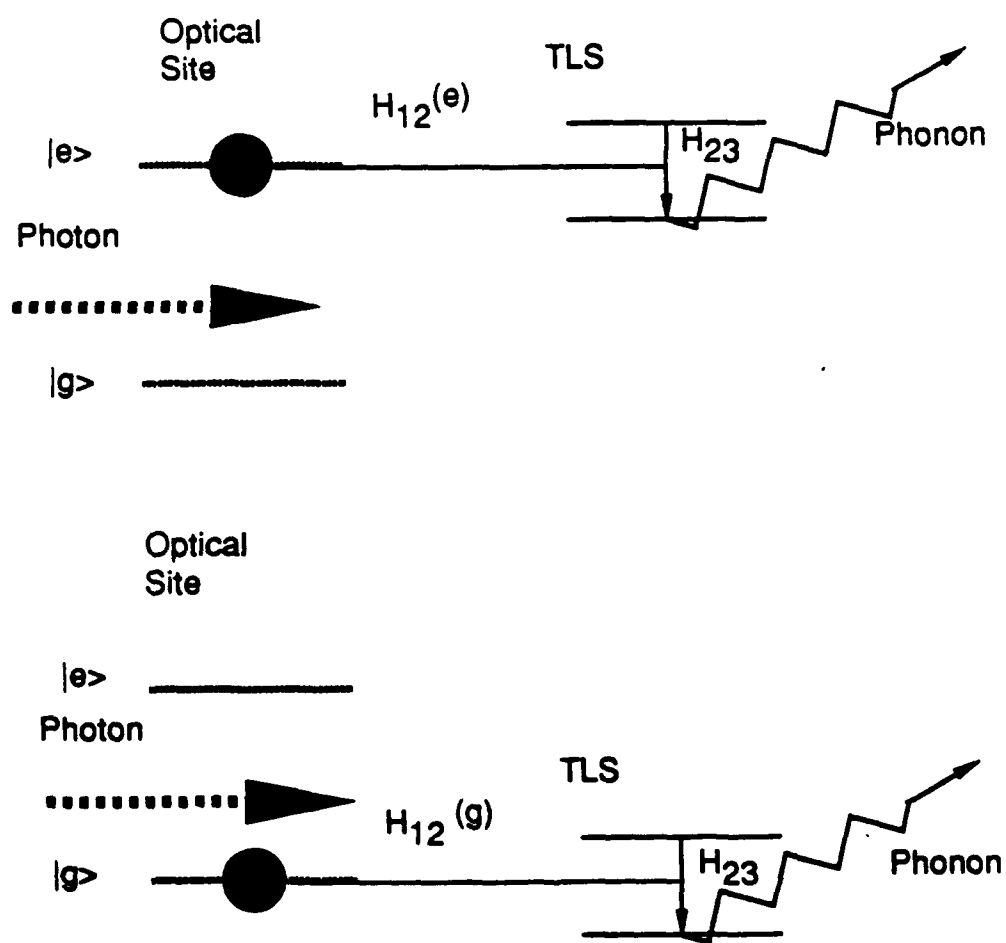 Optical
Site
TLS
H12(e)
|e>
H23
Phonon
Photon
|g>
Optical
Site
|e>
Photon
TLS
H12(g)
|g>
H23
Phonon